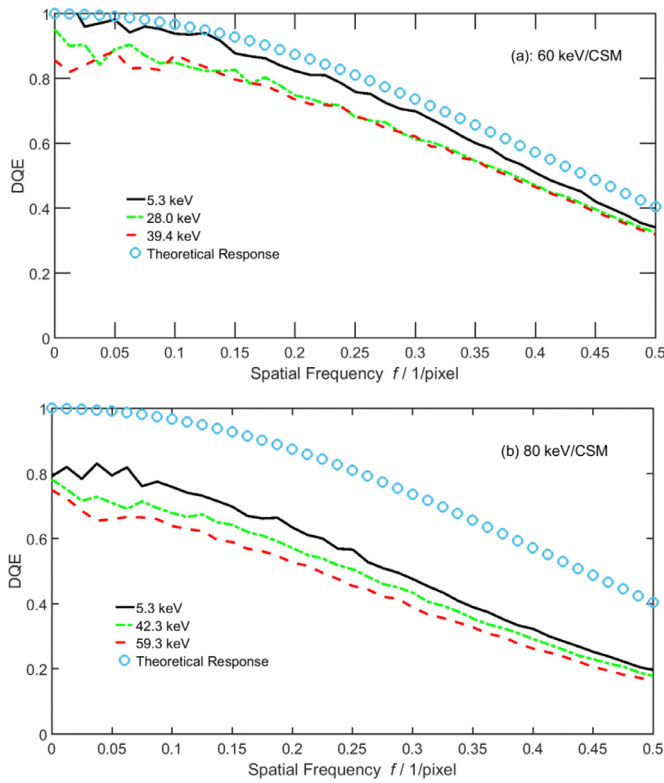 1
(a): 60 keV/CSM
0.8
0.6
DQE
0.4
5.3 keV
28.0 keV
39.4 keV
Theoretical Response
0.2
0
0 0.05 0.1 0.15 0.2 0.25 0.3 0.35 0.4 0.45 0.5
Spatial Frequency f / 1/pixel
1
(b) 80 keV/CSM
0.8
0.6
DQE
0.4
5.3 keV
42.3 keV
59.3 keV
Theoretical Response
0.2
0
0 0.05 0.1 0.15 0.2 0.25 0.3 0.35 0.4 0.45 0.5
Spatial Frequency f / 1/pixel